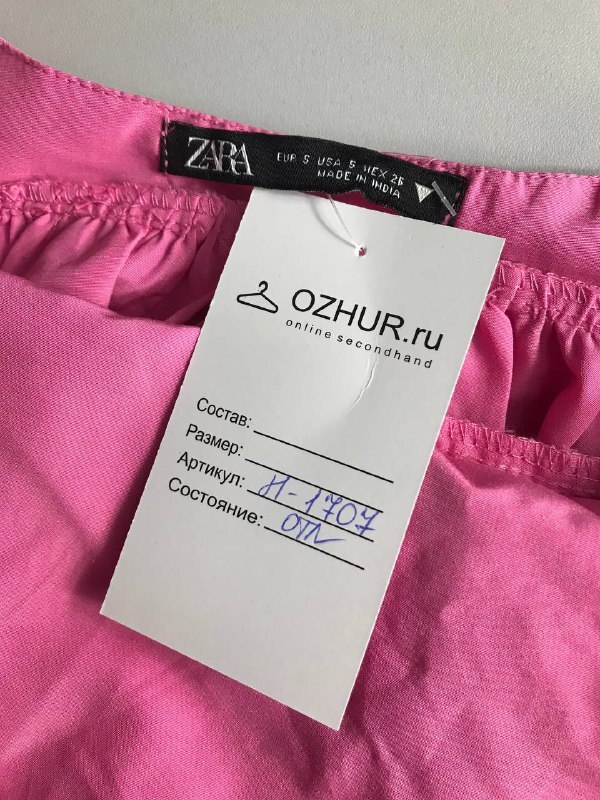 ZARA
EUR S USA S MEX 26
MADE IN INDIA
OZHUR.ru
online secondhand
Состав:
Размер:
Артикул: Н-1707
Состояние: отл